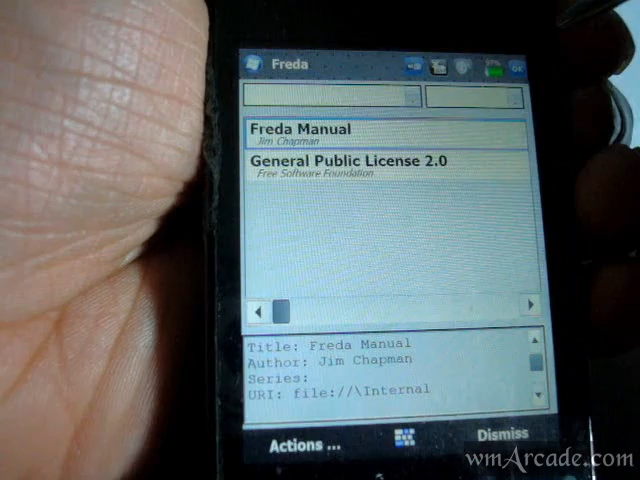 Freda
OK
Freda Manual
Jim Chapman
General Public License 2.0
Free Software Foundation
Title: Freda Manual
Author: Jim Chapman
Series:
URI: file://\Internal
Actions ...
Dismiss
wmArcade.com